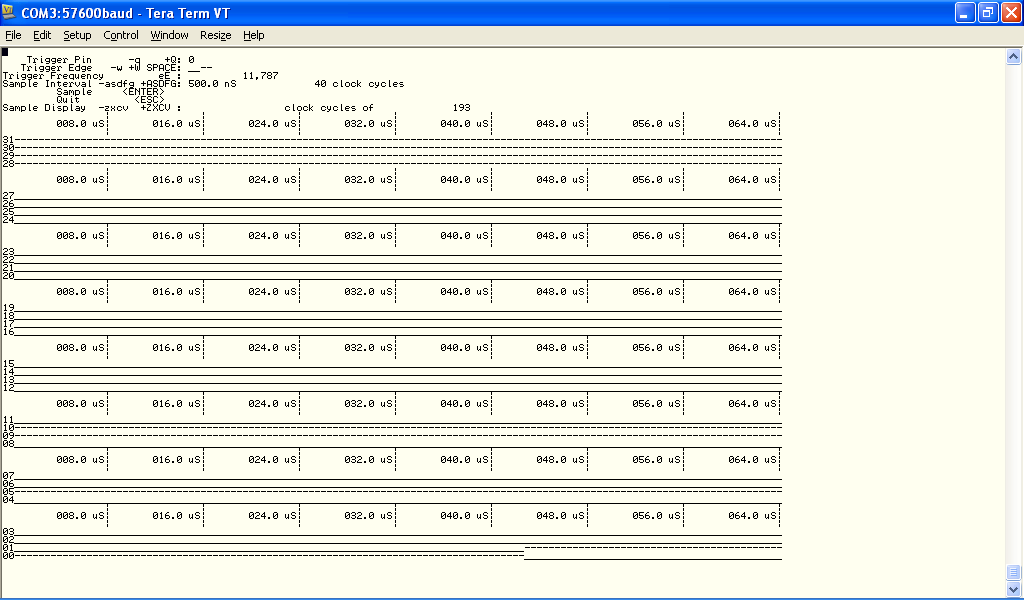 COM3:57600baud - Tera Term VT
File Edit Setup Control Window Resize Help
Trigger Pin -q +Q: 0
Trigger Edge -w +W SPACE: __--
Trigger Frequency eE : 11,787
Sample Interval -asdfg +ASDFG: 500.0 nS 40 clock cycles
Sample <ENTER>
Quit <ESC>
Sample Display -zxcv +ZXCV : clock cycles of 193
008.0 uS 016.0 uS 024.0 uS 032.0 uS 040.0 uS 048.0 uS 056.0 uS 064.0 uS
31
30
29
28
008.0 uS 016.0 uS 024.0 uS 032.0 uS 040.0 uS 048.0 uS 056.0 uS 064.0 uS
27
26
25
24
008.0 uS 016.0 uS 024.0 uS 032.0 uS 040.0 uS 048.0 uS 056.0 uS 064.0 uS
23
22
21
20
008.0 uS 016.0 uS 024.0 uS 032.0 uS 040.0 uS 048.0 uS 056.0 uS 064.0 uS
19
18
17
16
008.0 uS 016.0 uS 024.0 uS 032.0 uS 040.0 uS 048.0 uS 056.0 uS 064.0 uS
15
14
13
12
008.0 uS 016.0 uS 024.0 uS 032.0 uS 040.0 uS 048.0 uS 056.0 uS 064.0 uS
11
10
09
08
008.0 uS 016.0 uS 024.0 uS 032.0 uS 040.0 uS 048.0 uS 056.0 uS 064.0 uS
07
06
05
04
008.0 uS 016.0 uS 024.0 uS 032.0 uS 040.0 uS 048.0 uS 056.0 uS 064.0 uS
03
02
01
00